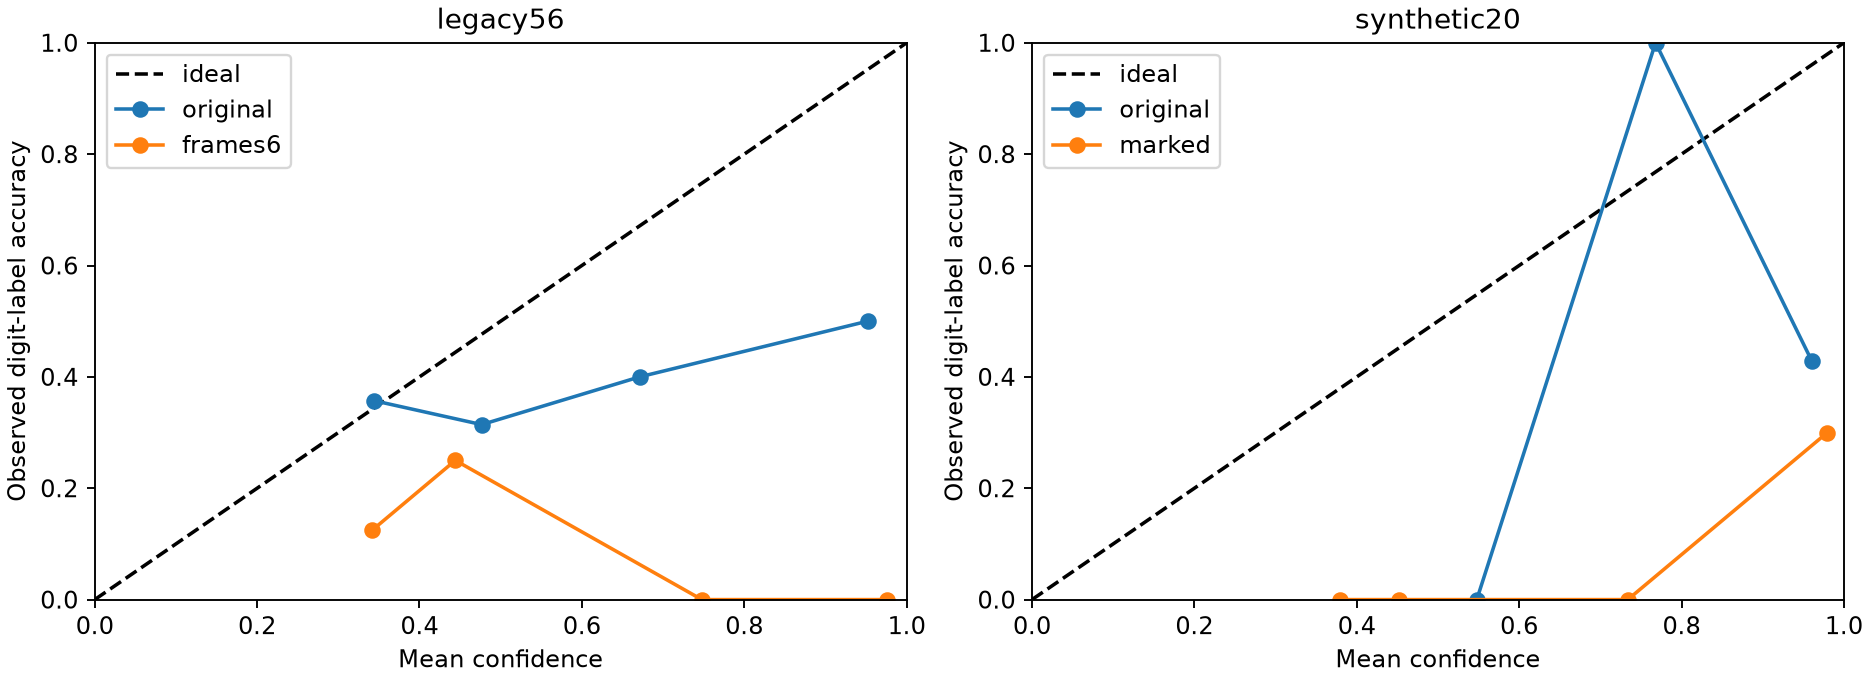 legacy56
ideal
original
frames6
1.0
0.8
0.6
0.4
0.2
0.0
Observed digit-label accuracy
0.0 0.2 0.4 0.6 0.8 1.0
Mean confidence
synthetic20
ideal
original
marked
1.0
0.8
0.6
0.4
0.2
0.0
Observed digit-label accuracy
0.0 0.2 0.4 0.6 0.8 1.0
Mean confidence